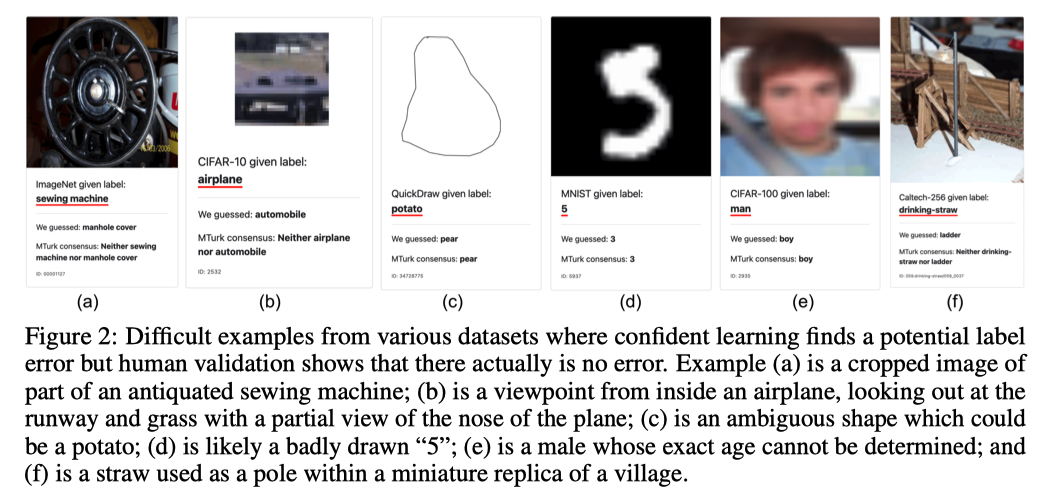 03/2006
ImageNet given label:
sewing machine
We guessed: manhole cover
MTurk consensus: Neither sewing
machine nor manhole cover
ID: 00001127
CIFAR-10 given label:
airplane
We guessed: automobile
MTurk consensus: Neither airplane
nor automobile
ID: 2532
QuickDraw given label:
potato
We guessed: pear
MTurk consensus: pear
ID: 34728775
MNIST given label:
5
We guessed: 3
MTurk consensus: 3
ID: 5937
CIFAR-100 given label:
man
We guessed: boy
MTurk consensus: boy
ID: 2935
Caltech-256 given label:
drinking-straw
We guessed: ladder
MTurk consensus: Neither drinking-
straw nor ladder
(a)
(b)
(c)
(d)
(e)
(f)
Figure 2: Difficult examples from various datasets where confident learning finds a potential label
error but human validation shows that there actually is no error. Example (a) is a cropped image of
part of an antiquated sewing machine; (b) is a viewpoint from inside an airplane, looking out at the
runway and grass with a partial view of the nose of the plane; (c) is an ambiguous shape which could
be a potato; (d) is likely a badly drawn “5”; (e) is a male whose exact age cannot be determined; and
(f) is a straw used as a pole within a miniature replica of a village.